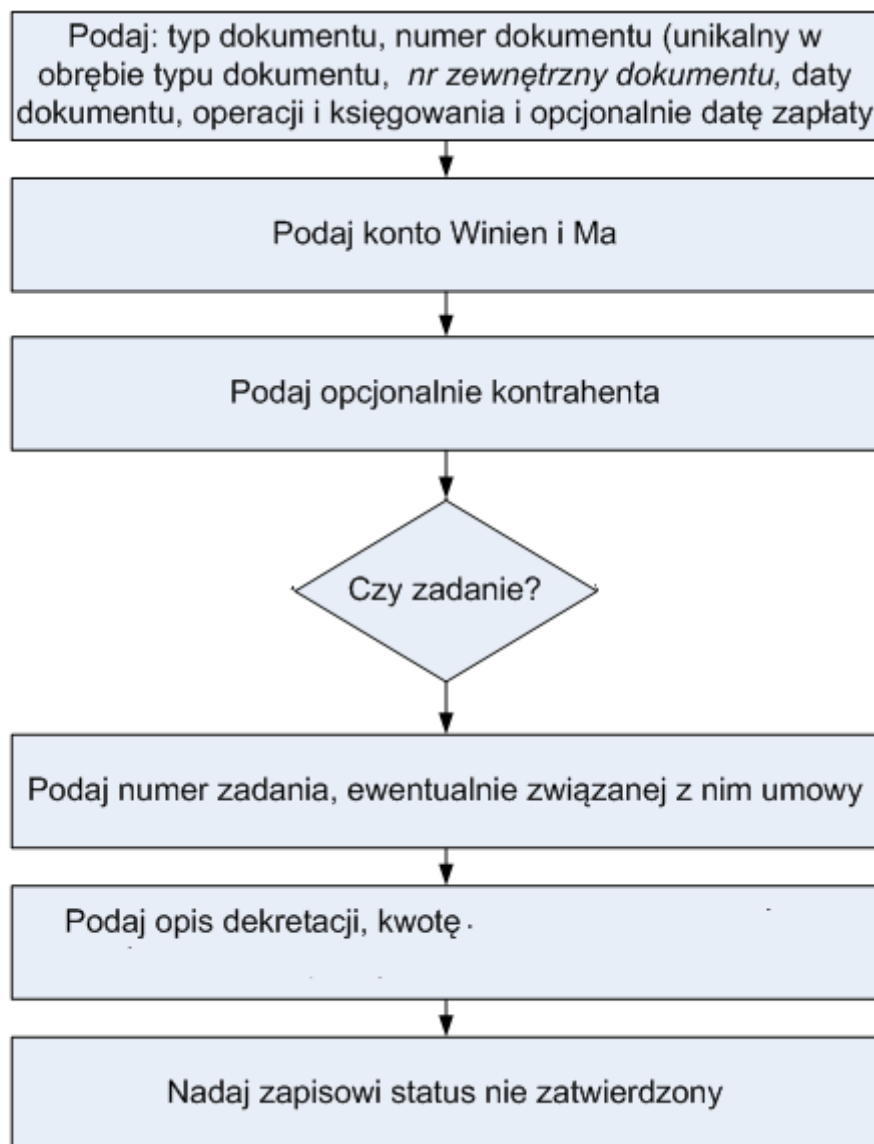 Podaj: typ dokumentu, numer dokumentu (unikalny w
obrębie typu dokumentu, nr zewnętrzny dokumentu, daty
dokumentu, operacji i księgowania i opcjonalnie datę zapłaty
Podaj konto Winien i Ma
Podaj opcjonalnie kontrahenta
Czy zadanie?
Podaj numer zadania, ewentualnie związanej z nim umowy
Podaj opis dekretacji, kwotę.
Nadaj zapisowi status nie zatwierdzony